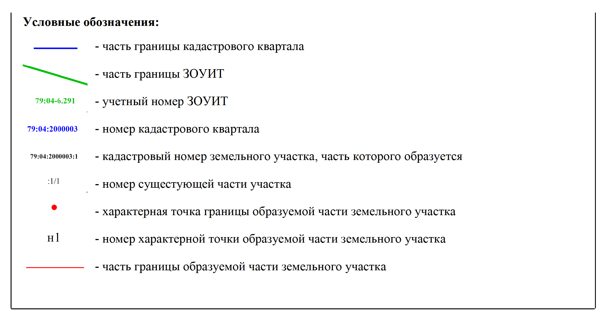 Условные обозначения:
- часть границы кадастрового квартала
- часть границы ЗОУИТ
79:04-6.291 - учетный номер ЗОУИТ
79:04:2000003 - номер кадастрового квартала
79:04:2000003:1 - кадастровый номер земельного участка, часть которого образуется
:1/1 - номер сущестующей части участка
- характерная точка границы образуемой части земельного участка
н1 - номер характерной точки образуемой части земельного участка
- часть границы образуемой части земельного участка